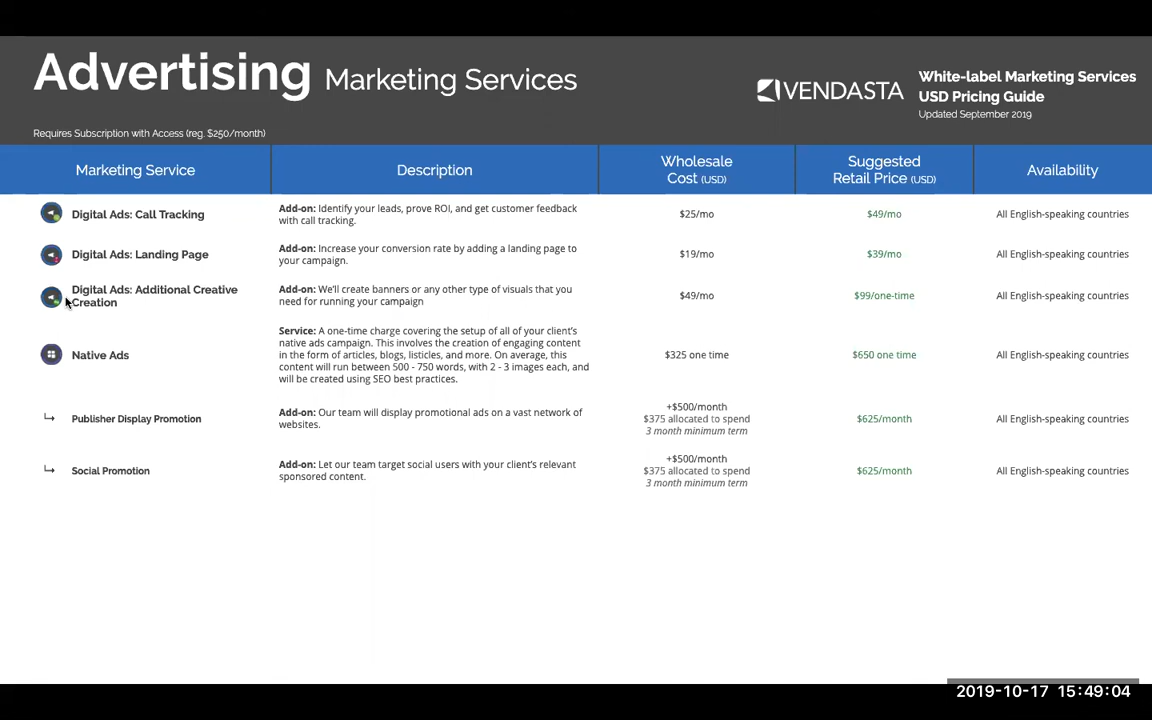 Advertising Marketing Services
VENDASTA
White-label Marketing Services
USD Pricing Guide
Updated September 2019
Requires Subscription with Access (reg. $250/month)
Marketing Service
Description
Wholesale
Cost (USD)
Suggested
Retail Price (USD)
Availability
Digital Ads: Call Tracking
Add-on: Identify your leads, prove ROI, and get customer feedback
with call tracking.
$25/mo
$49/mo
All English-speaking countries
Digital Ads: Landing Page
Add-on: Increase your conversion rate by adding a landing page to
your campaign.
$19/mo
$39/mo
All English-speaking countries
Digital Ads: Additional Creative
Creation
Add-on: We'll create banners or any other type of visuals that you
need for running your campaign
$49/mo
$99/one-time
All English-speaking countries
Native Ads
Service: A one-time charge covering the setup of all of your client's
native ads campaign. This involves the creation of engaging content
in the form of articles, blogs, listicles, and more. On average, this
content will run between 500 - 750 words, with 2 - 3 images each, and
will be created using SEO best practices.
$325 one time
$650 one time
All English-speaking countries
Publisher Display Promotion
Add-on: Our team will display promotional ads on a vast network of
websites.
+$500/month
$375 allocated to spend
3 month minimum term
$625/month
All English-speaking countries
Social Promotion
Add-on: Let our team target social users with your client's relevant
sponsored content.
+$500/month
$375 allocated to spend
3 month minimum term
$625/month
All English-speaking countries
2019-10-17 15:49:04